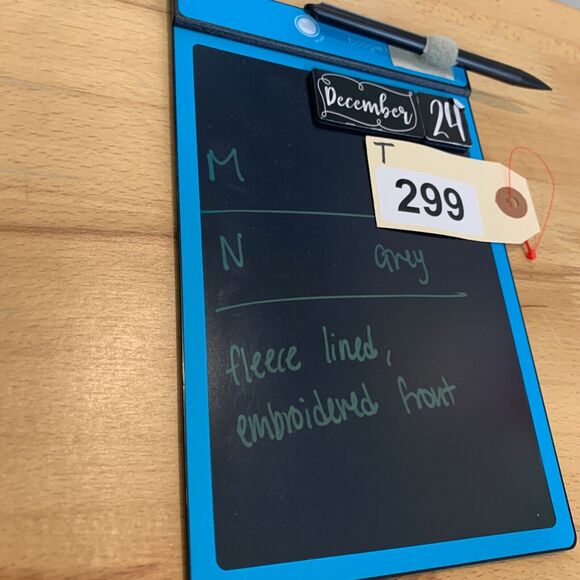 December 24
T
299
M
N Grey
fleece lined,
embroidered front